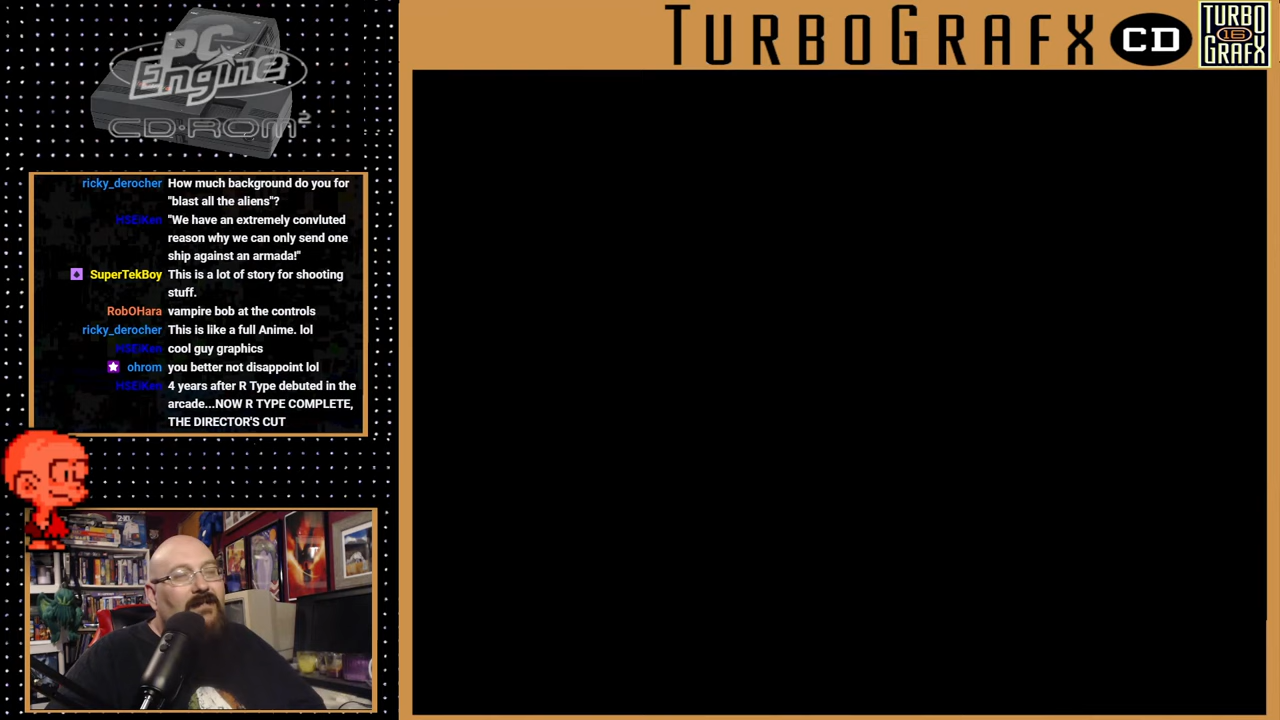 PC
Engine
CD-ROM²
TURBOGRAFX CD
TURBO
16
GRAFX
ricky_derocher How much background do you for
"blast all the aliens"?
HSEiKen "We have an extremely convluted
reason why we can only send one
ship against an armada!"
SuperTekBoy This is a lot of story for shooting
stuff.
RobOHara vampire bob at the controls
ricky_derocher This is like a full Anime. lol
HSEiKen cool guy graphics
ohrom you better not disappoint lol
HSEiKen 4 years after R Type debuted in the
arcade...NOW R TYPE COMPLETE,
THE DIRECTOR'S CUT